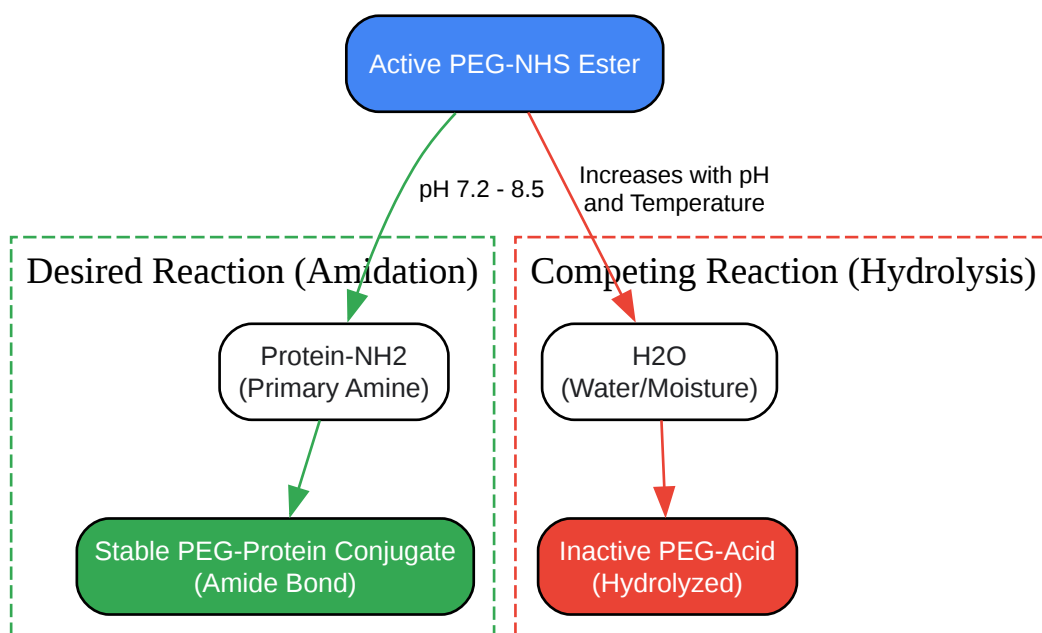 Active PEG-NHS Ester
pH 7.2 - 8.5
Increases with pH
and Temperature
Desired Reaction (Amidation)
Competing Reaction (Hydrolysis)
Protein-NH2
(Primary Amine)
H2O
(Water/Moisture)
Stable PEG-Protein Conjugate
(Amide Bond)
Inactive PEG-Acid
(Hydrolyzed)